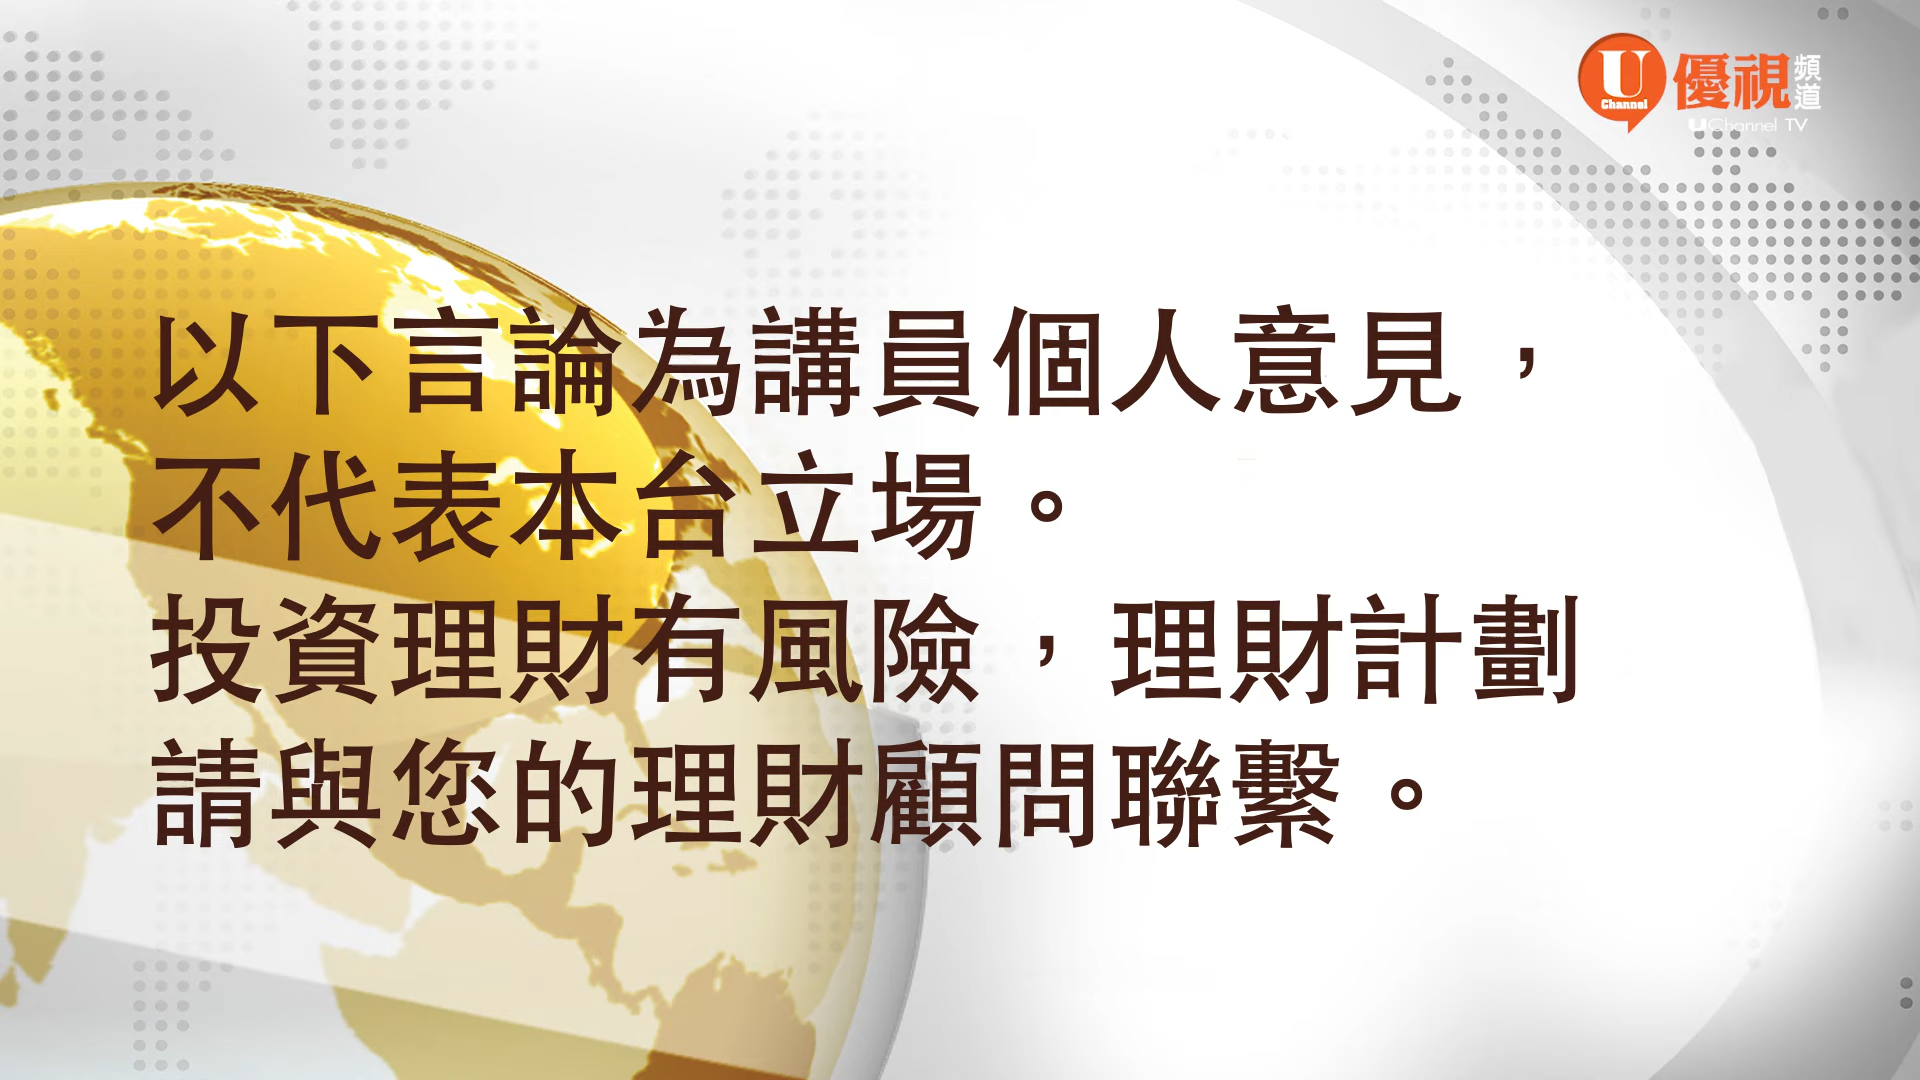 U
Channel
優視
頻道
UChannel TV
以下言論為講員個人意見，
不代表本台立場。
投資理財有風險，理財計劃
請與您的理財顧問聯繫。